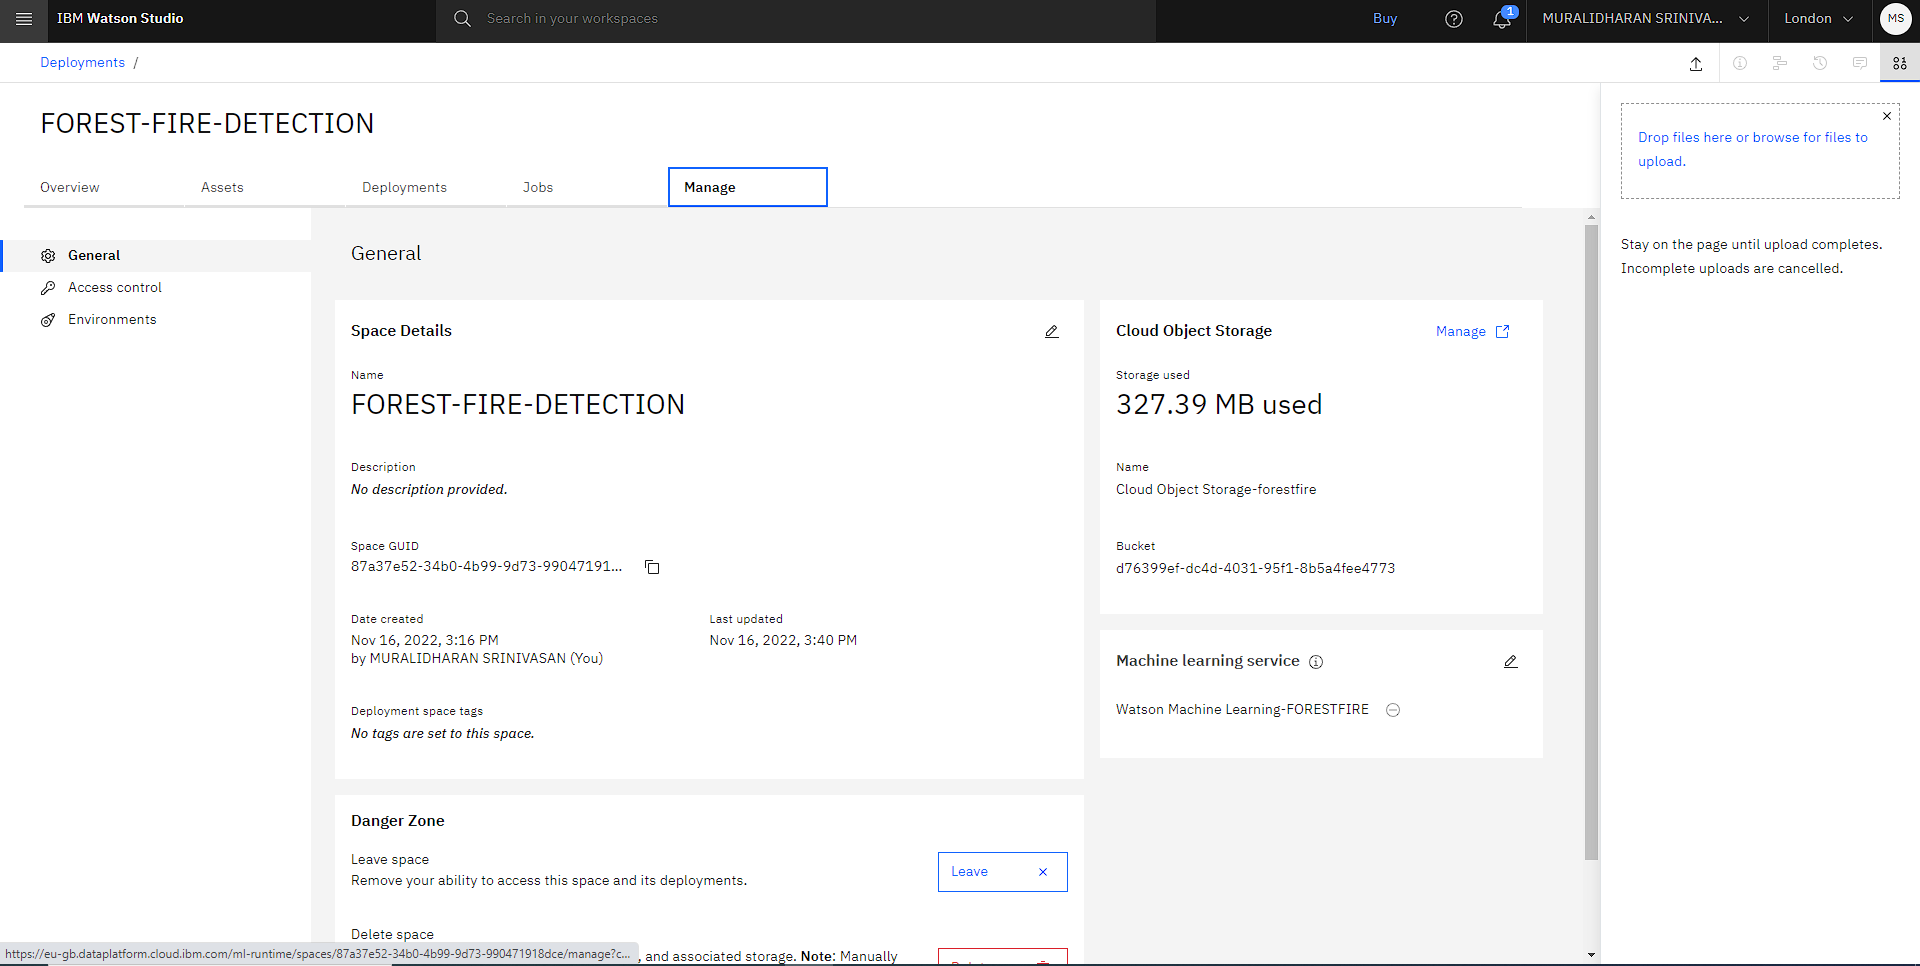 IBM Watson Studio
Search in your workspaces
Buy
1
MURALIDHARAN SRINIVA...
London
MS
Deployments /
FOREST-FIRE-DETECTION
Overview
Assets
Deployments
Jobs
Manage
Drop files here or browse for files to
upload.
Stay on the page until upload completes.
Incomplete uploads are cancelled.
General
Access control
Environments
General
Space Details
Name
FOREST-FIRE-DETECTION
Description
No description provided.
Space GUID
87a37e52-34b0-4b99-9d73-99047191...
Date created
Nov 16, 2022, 3:16 PM
by MURALIDHARAN SRINIVASAN (You)
Last updated
Nov 16, 2022, 3:40 PM
Deployment space tags
No tags are set to this space.
Cloud Object Storage
Manage
Storage used
327.39 MB used
Name
Cloud Object Storage-forestfire
Bucket
d76399ef-dc4d-4031-95f1-8b5a4fee4773
Machine learning service
Watson Machine Learning-FORESTFIRE
Danger Zone
Leave space
Remove your ability to access this space and its deployments.
Leave
Delete space
, and associated storage. Note: Manually
https://eu-gb.dataplatform.cloud.ibm.com/ml-runtime/spaces/87a37e52-34b0-4b99-9d73-990471918dce/manage?c...